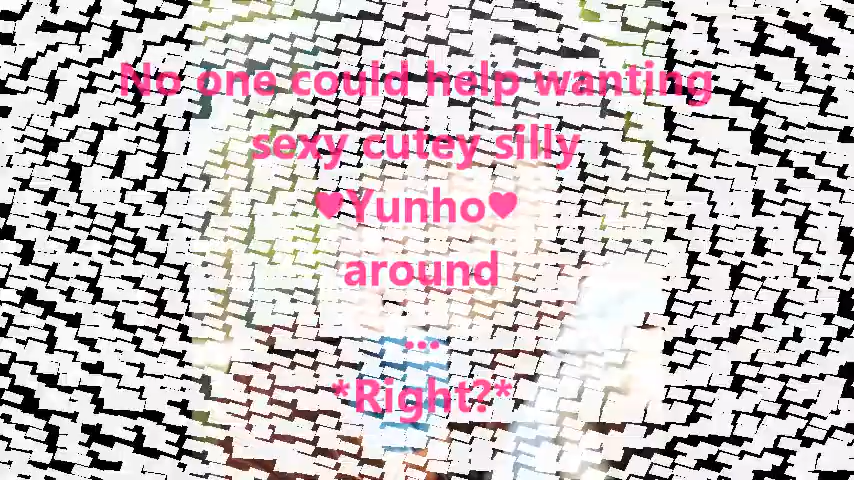 No one could help wanting
sexy cutey silly
♥Yunho♥
around
...
*Right?*